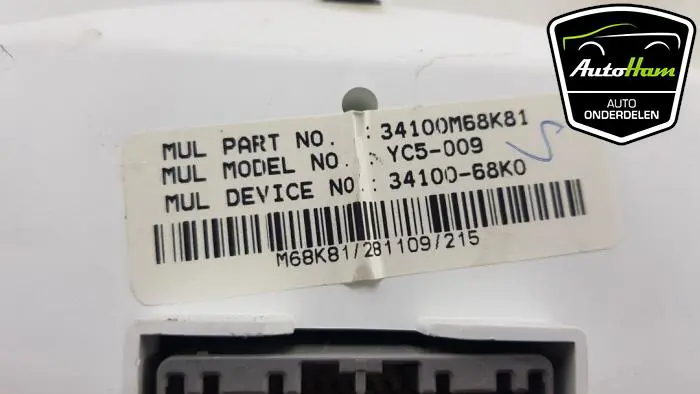 AutoHam
AUTO
ONDERDELEN
MUL PART NO. : 34100M68K81
MUL MODEL NO. : YC5-009
MUL DEVICE NO.: 34100-68K0
M68K81/281109/215